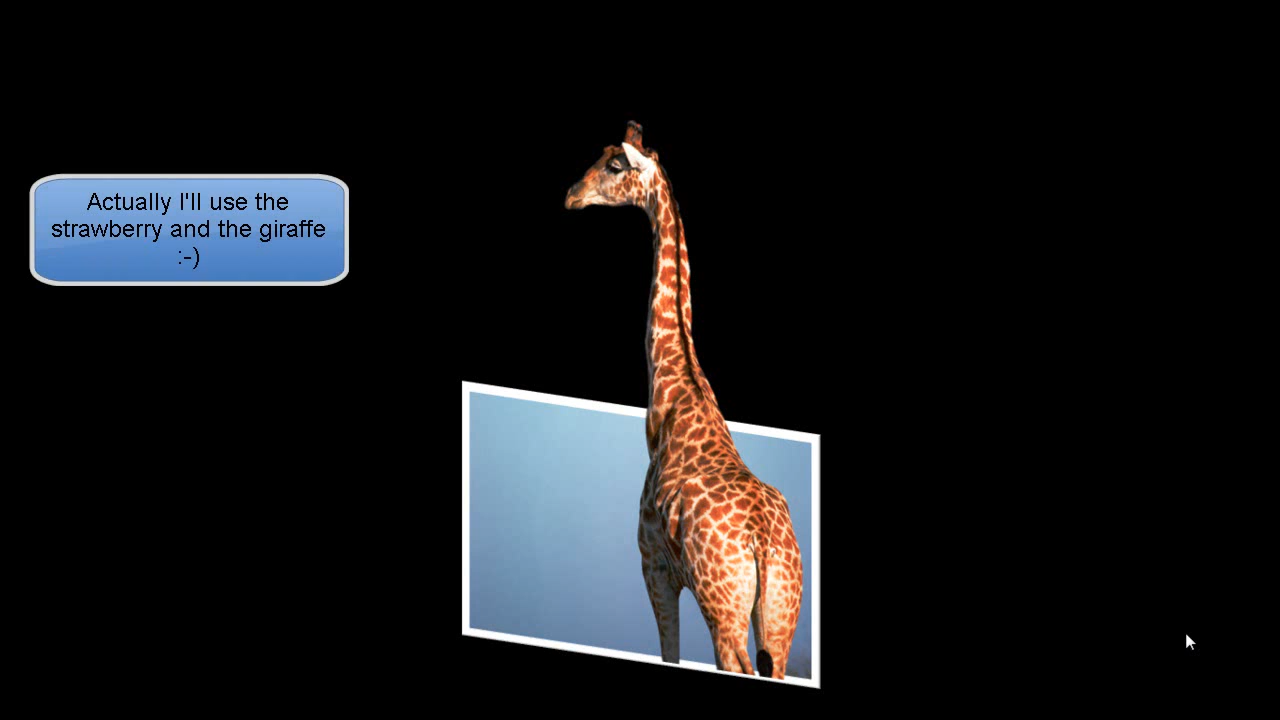 Actually I'll use the
strawberry and the giraffe
:-)